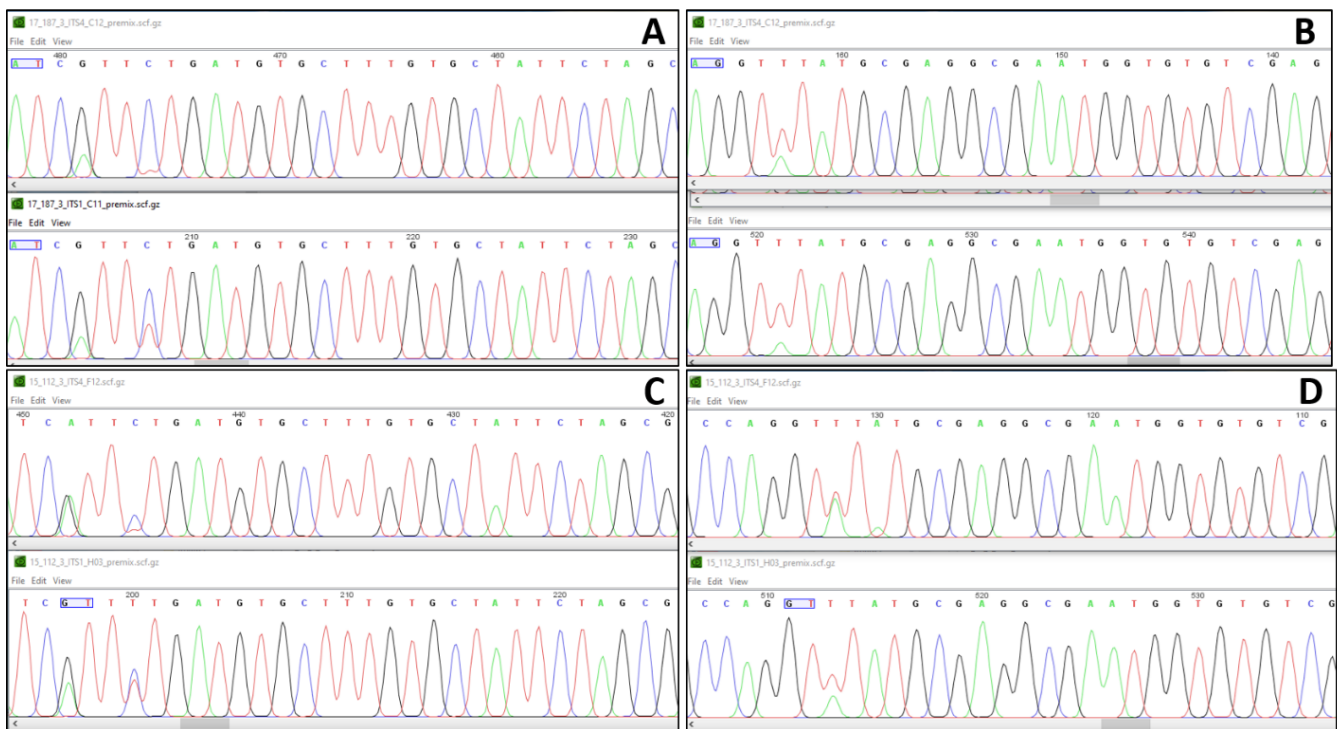 A
17_187_3_ITS4_C12_premix.scf.gz
File Edit View
480 470 460
A T C G T T C T G A T G T G C T T T G T G C T A T T C T A G C
<
17_187_3_ITS1_C11_premix.scf.gz
File Edit View
210 220 230
A T C G T T C T G A T G T G C T T T G T G C T A T T C T A G C
<
B
17_187_3_ITS4_C12_premix.scf.gz
File Edit View
160 150 140
A G G T T T A T G C G A G G C G A A T G G T G T G T C G A G
<
<
File Edit View
520 530 540
A G G T T T A T G C G A G G C G A A T G G T G T G T C G A G
<
C
15_112_3_ITS4_F12.scf.gz
File Edit View
450 440 430 420
T C A T T C T G A T G T G C T T T G T G C T A T T C T A G C G
<
15_112_3_ITS1_H03_premix.scf.gz
File Edit View
200 210 220
T C G T T T T G A T G T G C T T T G T G C T A T T C T A G C G
<
D
15_112_3_ITS4_F12.scf.gz
File Edit View
130 120 110
C C A G G T T T A T G C G A G G C G A A T G G T G T G T C G
<
15_112_3_ITS1_H03_premix.scf.gz
File Edit View
510 520 530
C C A G G T T T A T G C G A G G C G A A T G G T G T G T C G
<